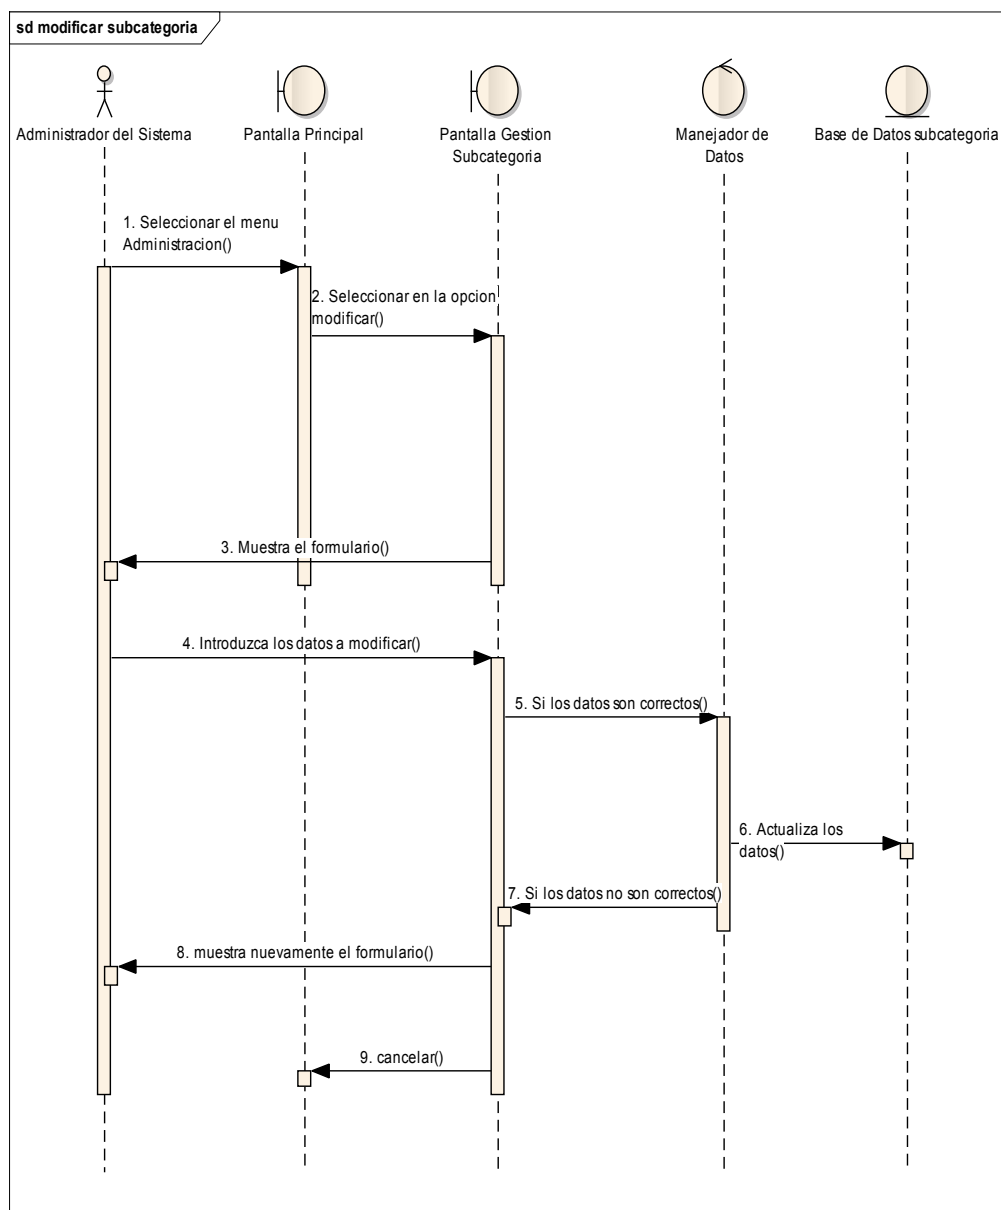 sd modificar subcategoria
Administrador del Sistema
Pantalla Principal
Pantalla Gestion
Subcategoria
Manejador de
Datos
Base de Datos subcategoria
1. Seleccionar el menu
Administracion()
2. Seleccionar en la opcion
modificar()
3. Muestra el formulario()
4. Introduzca los datos a modificar()
5. Si los datos son correctos()
6. Actualiza los
datos()
7. Si los datos no son correctos()
8. muestra nuevamente el formulario()
9. cancelar()